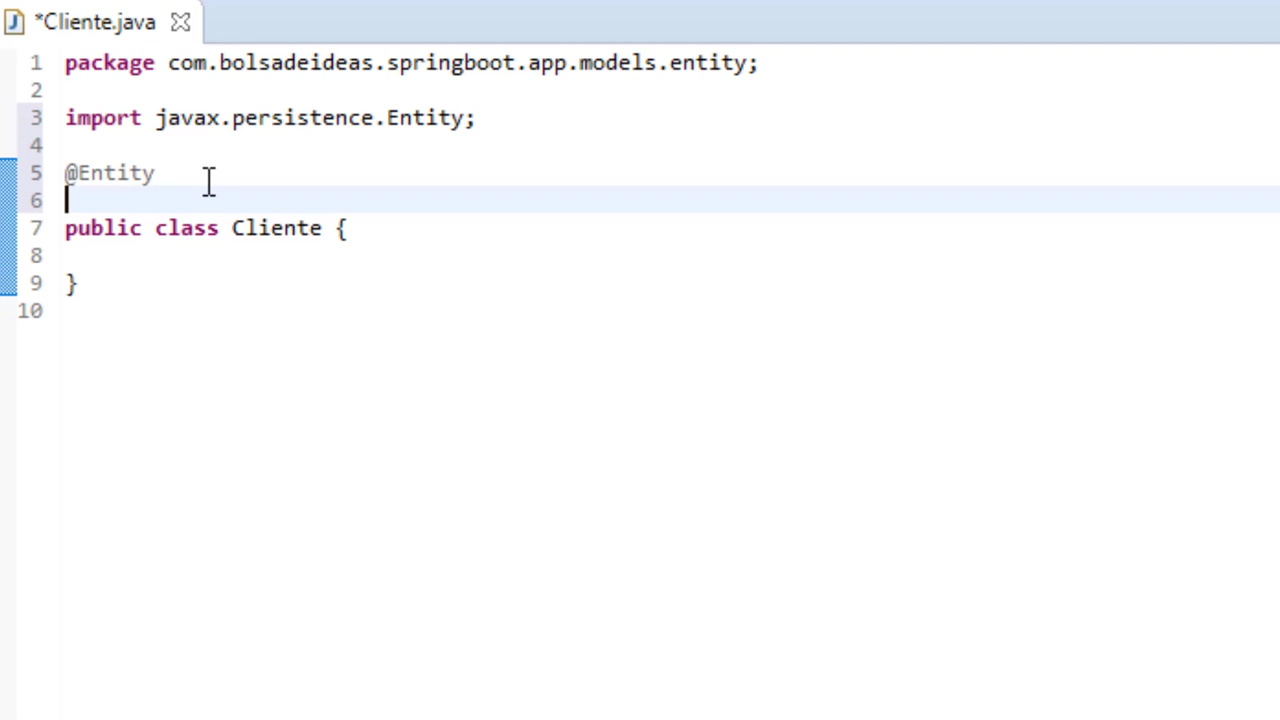 *Cliente.java
1 package com.bolsadeideas.springboot.app.models.entity;
2
3 import javax.persistence.Entity;
4
5 @Entity
6
7 public class Cliente {
8
9 }
10